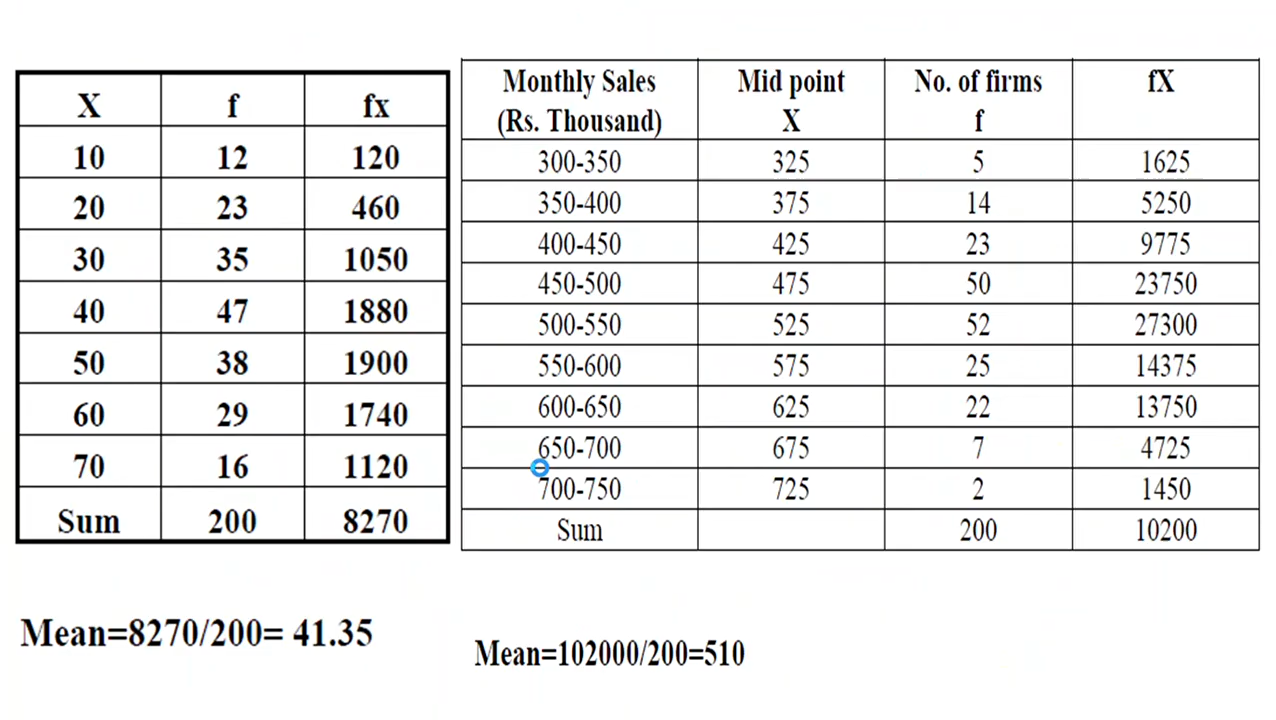 X f fx
10 12 120
20 23 460
30 35 1050
40 47 1880
50 38 1900
60 29 1740
70 16 1120
Sum 200 8270
Mean=8270/200= 41.35
Monthly Sales Mid point No. of firms fX
(Rs. Thousand) X f
300-350 325 5 1625
350-400 375 14 5250
400-450 425 23 9775
450-500 475 50 23750
500-550 525 52 27300
550-600 575 25 14375
600-650 625 22 13750
650-700 675 7 4725
700-750 725 2 1450
Sum 200 10200
Mean=102000/200=510